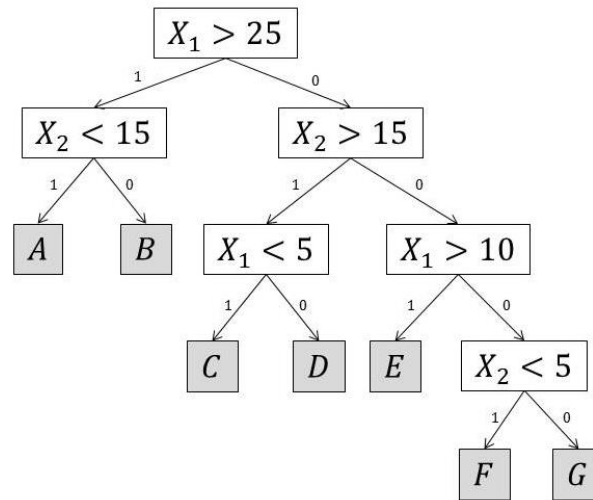 X₁ > 25
1 0
X₂ < 15 X₂ > 15
1 0 1 0
A B X₁ < 5 X₁ > 10
1 0 1 0
C D E X₂ < 5
1 0
F G